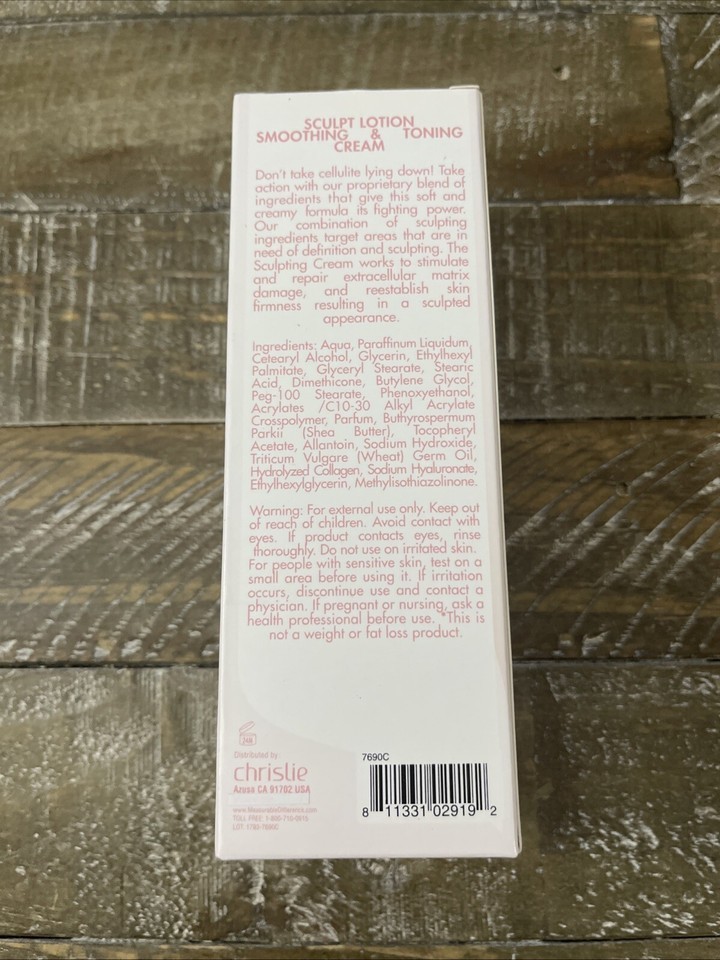 SCULPT LOTION
SMOOTHING & TONING
CREAM
Don't take cellulite lying down! Take
action with our proprietary blend of
ingredients that give this soft and
creamy formula its fighting power.
Our combination of sculpting
ingredients target areas that are in
need of definition and sculpting. The
Sculpting Cream works to stimulate
and repair extracellular matrix
damage, and reestablish skin
firmness resulting in a sculpted
appearance.
Ingredients: Aqua, Paraffinum Liquidum,
Cetearyl Alcohol, Glycerin, Ethylhexyl
Palmitate, Glyceryl Stearate, Stearic
Acid, Dimethicone, Butylene Glycol,
Peg-100 Stearate, Phenoxyethanol,
Acrylates /C10-30 Alkyl Acrylate
Crosspolymer, Parfum, Buthyrospermum
Parkii (Shea Butter), Tocopheryl
Acetate, Allantoin, Sodium Hydroxide,
Triticum Vulgare (Wheat) Germ Oil,
Hydrolyzed Collagen, Sodium Hyaluronate,
Ethylhexylglycerin, Methylisothiazolinone.
Warning: For external use only. Keep out
of reach of children. Avoid contact with
eyes. If product contacts eyes, rinse
thoroughly. Do not use on irritated skin.
For people with sensitive skin, test on a
small area before using it. If irritation
occurs, discontinue use and contact a
physician. If pregnant or nursing, ask a
health professional before use. *This is
not a weight or fat loss product.
24M
Distributed by:
chrislie
Azusa CA 91702 USA
TOLL FREE
LOT:
7690C
8 11331 02919 2